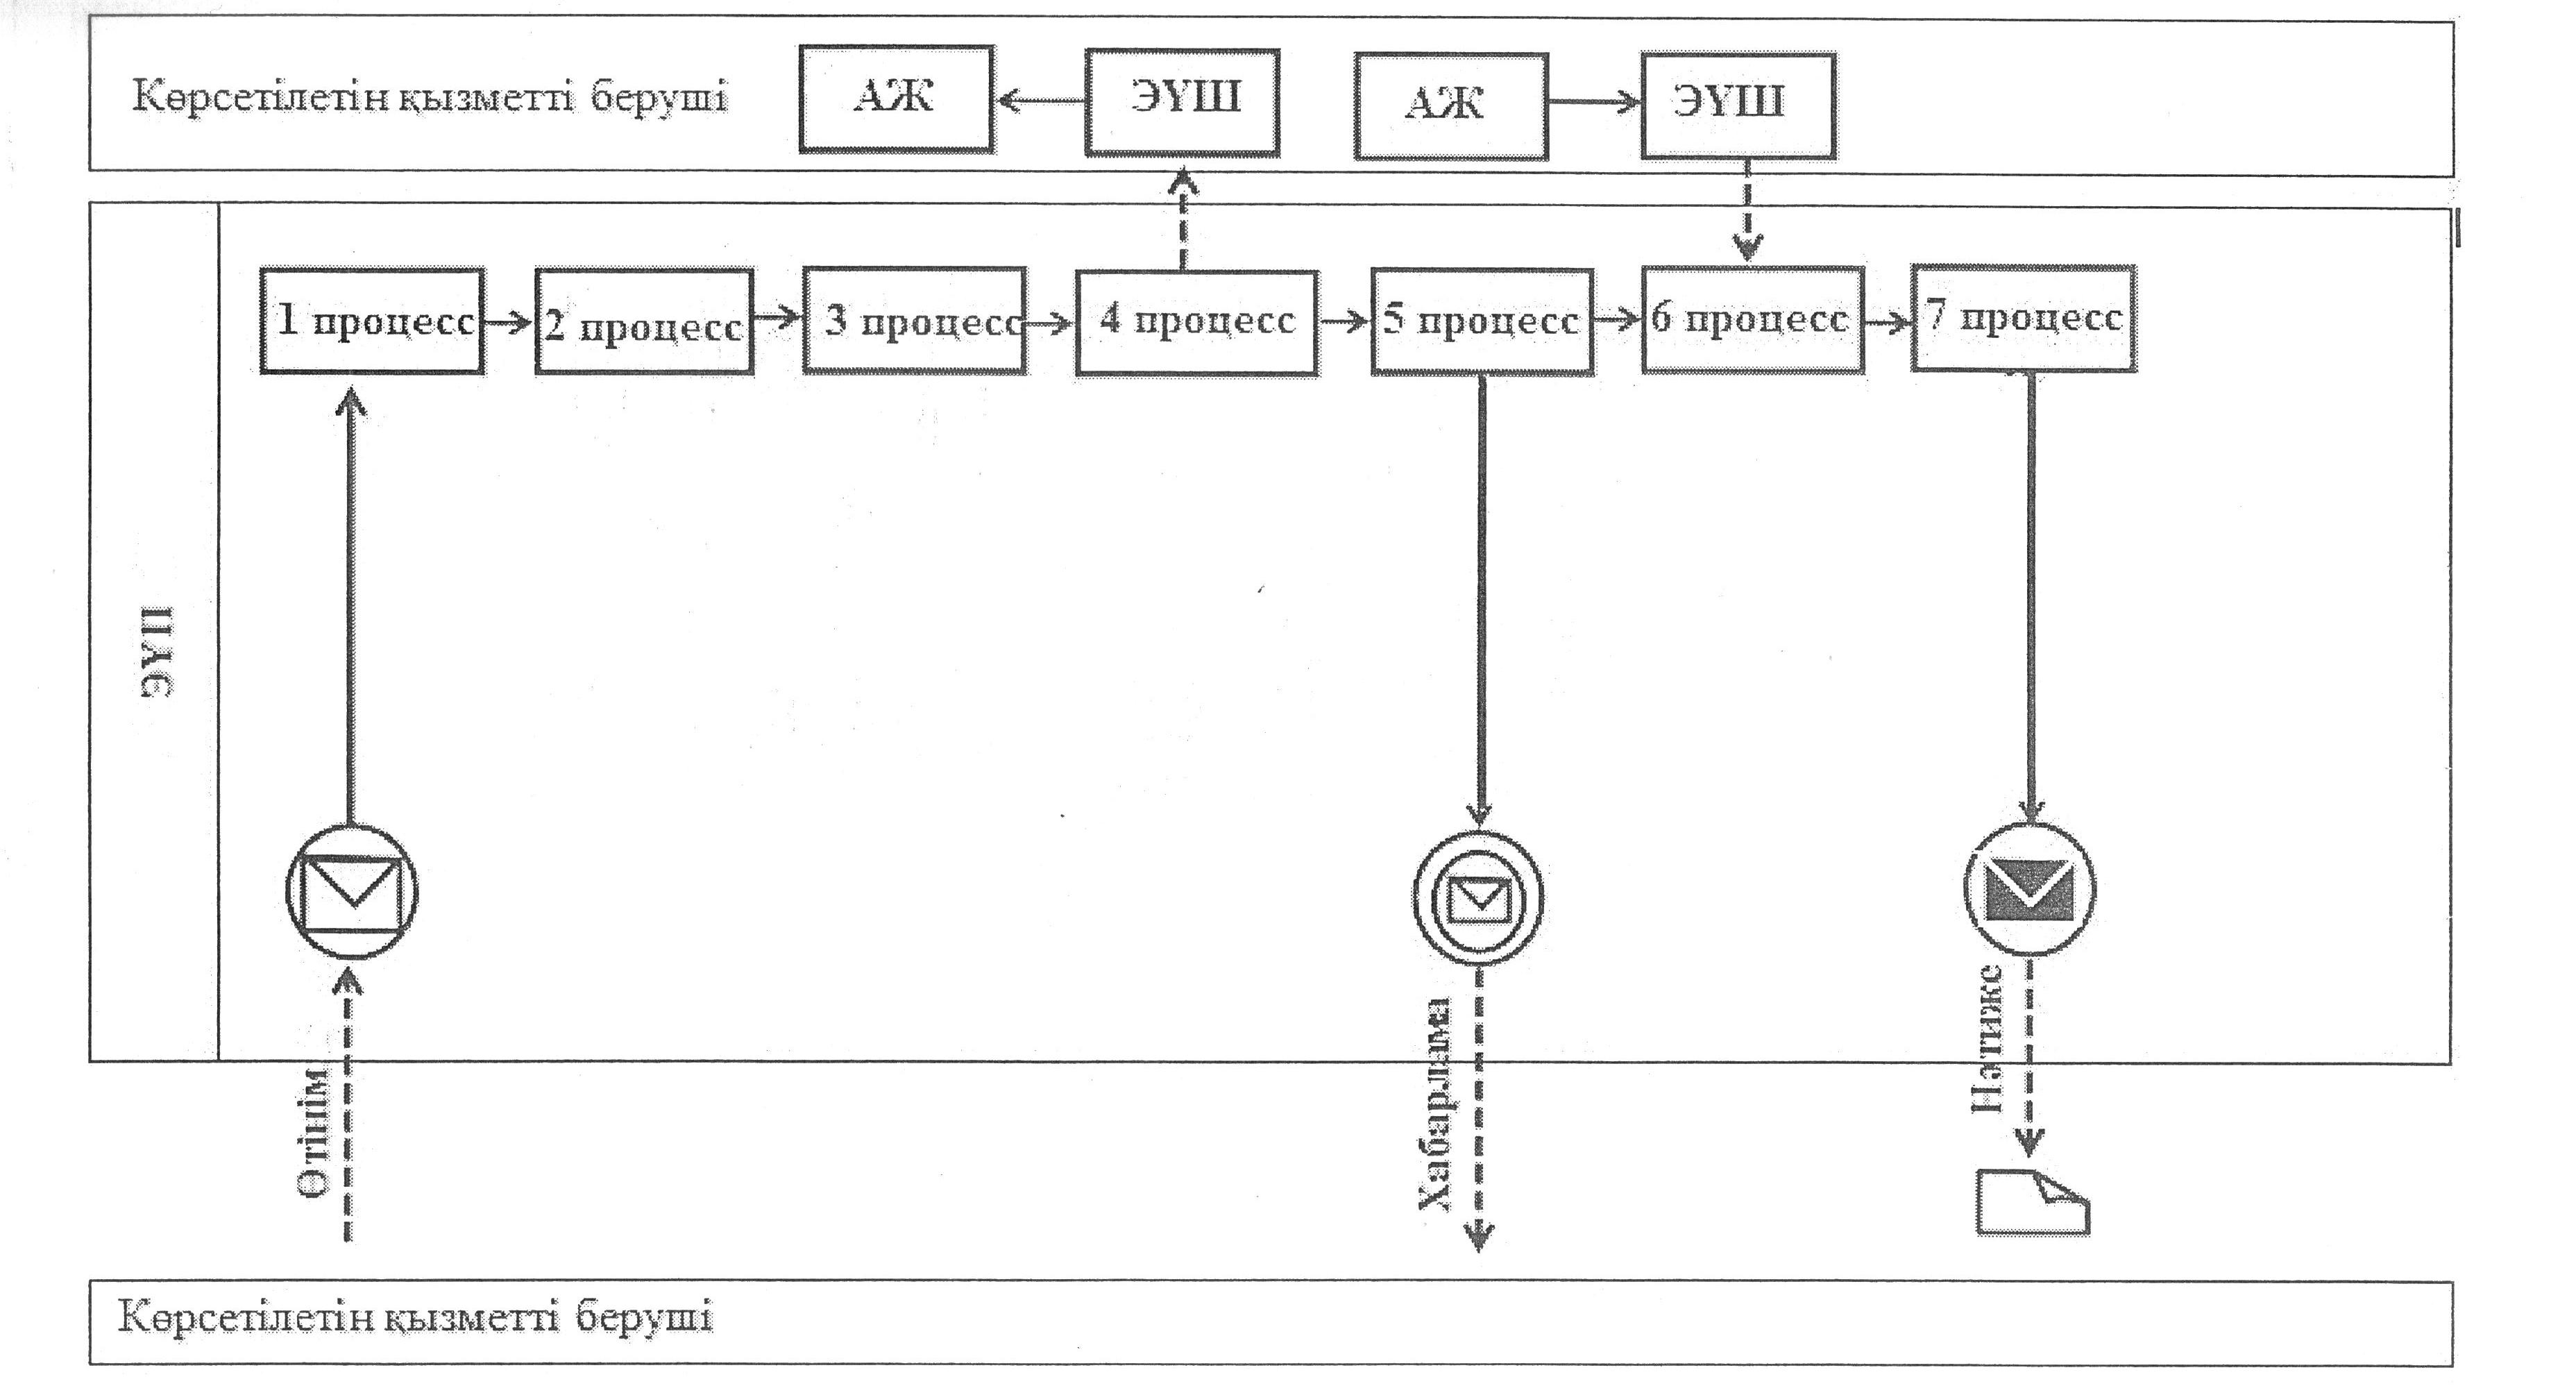 Көрсетілетін қызметті беруші
АЖ
ЭҮШ
АЖ
ЭҮШ
1 процесс
2 процесс
3 процесс
4 процесс
5 процесс
6 процесс
7 процесс
ЭҮП
Өтінім
Хабарлама
Нәтиже
Көрсетілетін қызметті беруші